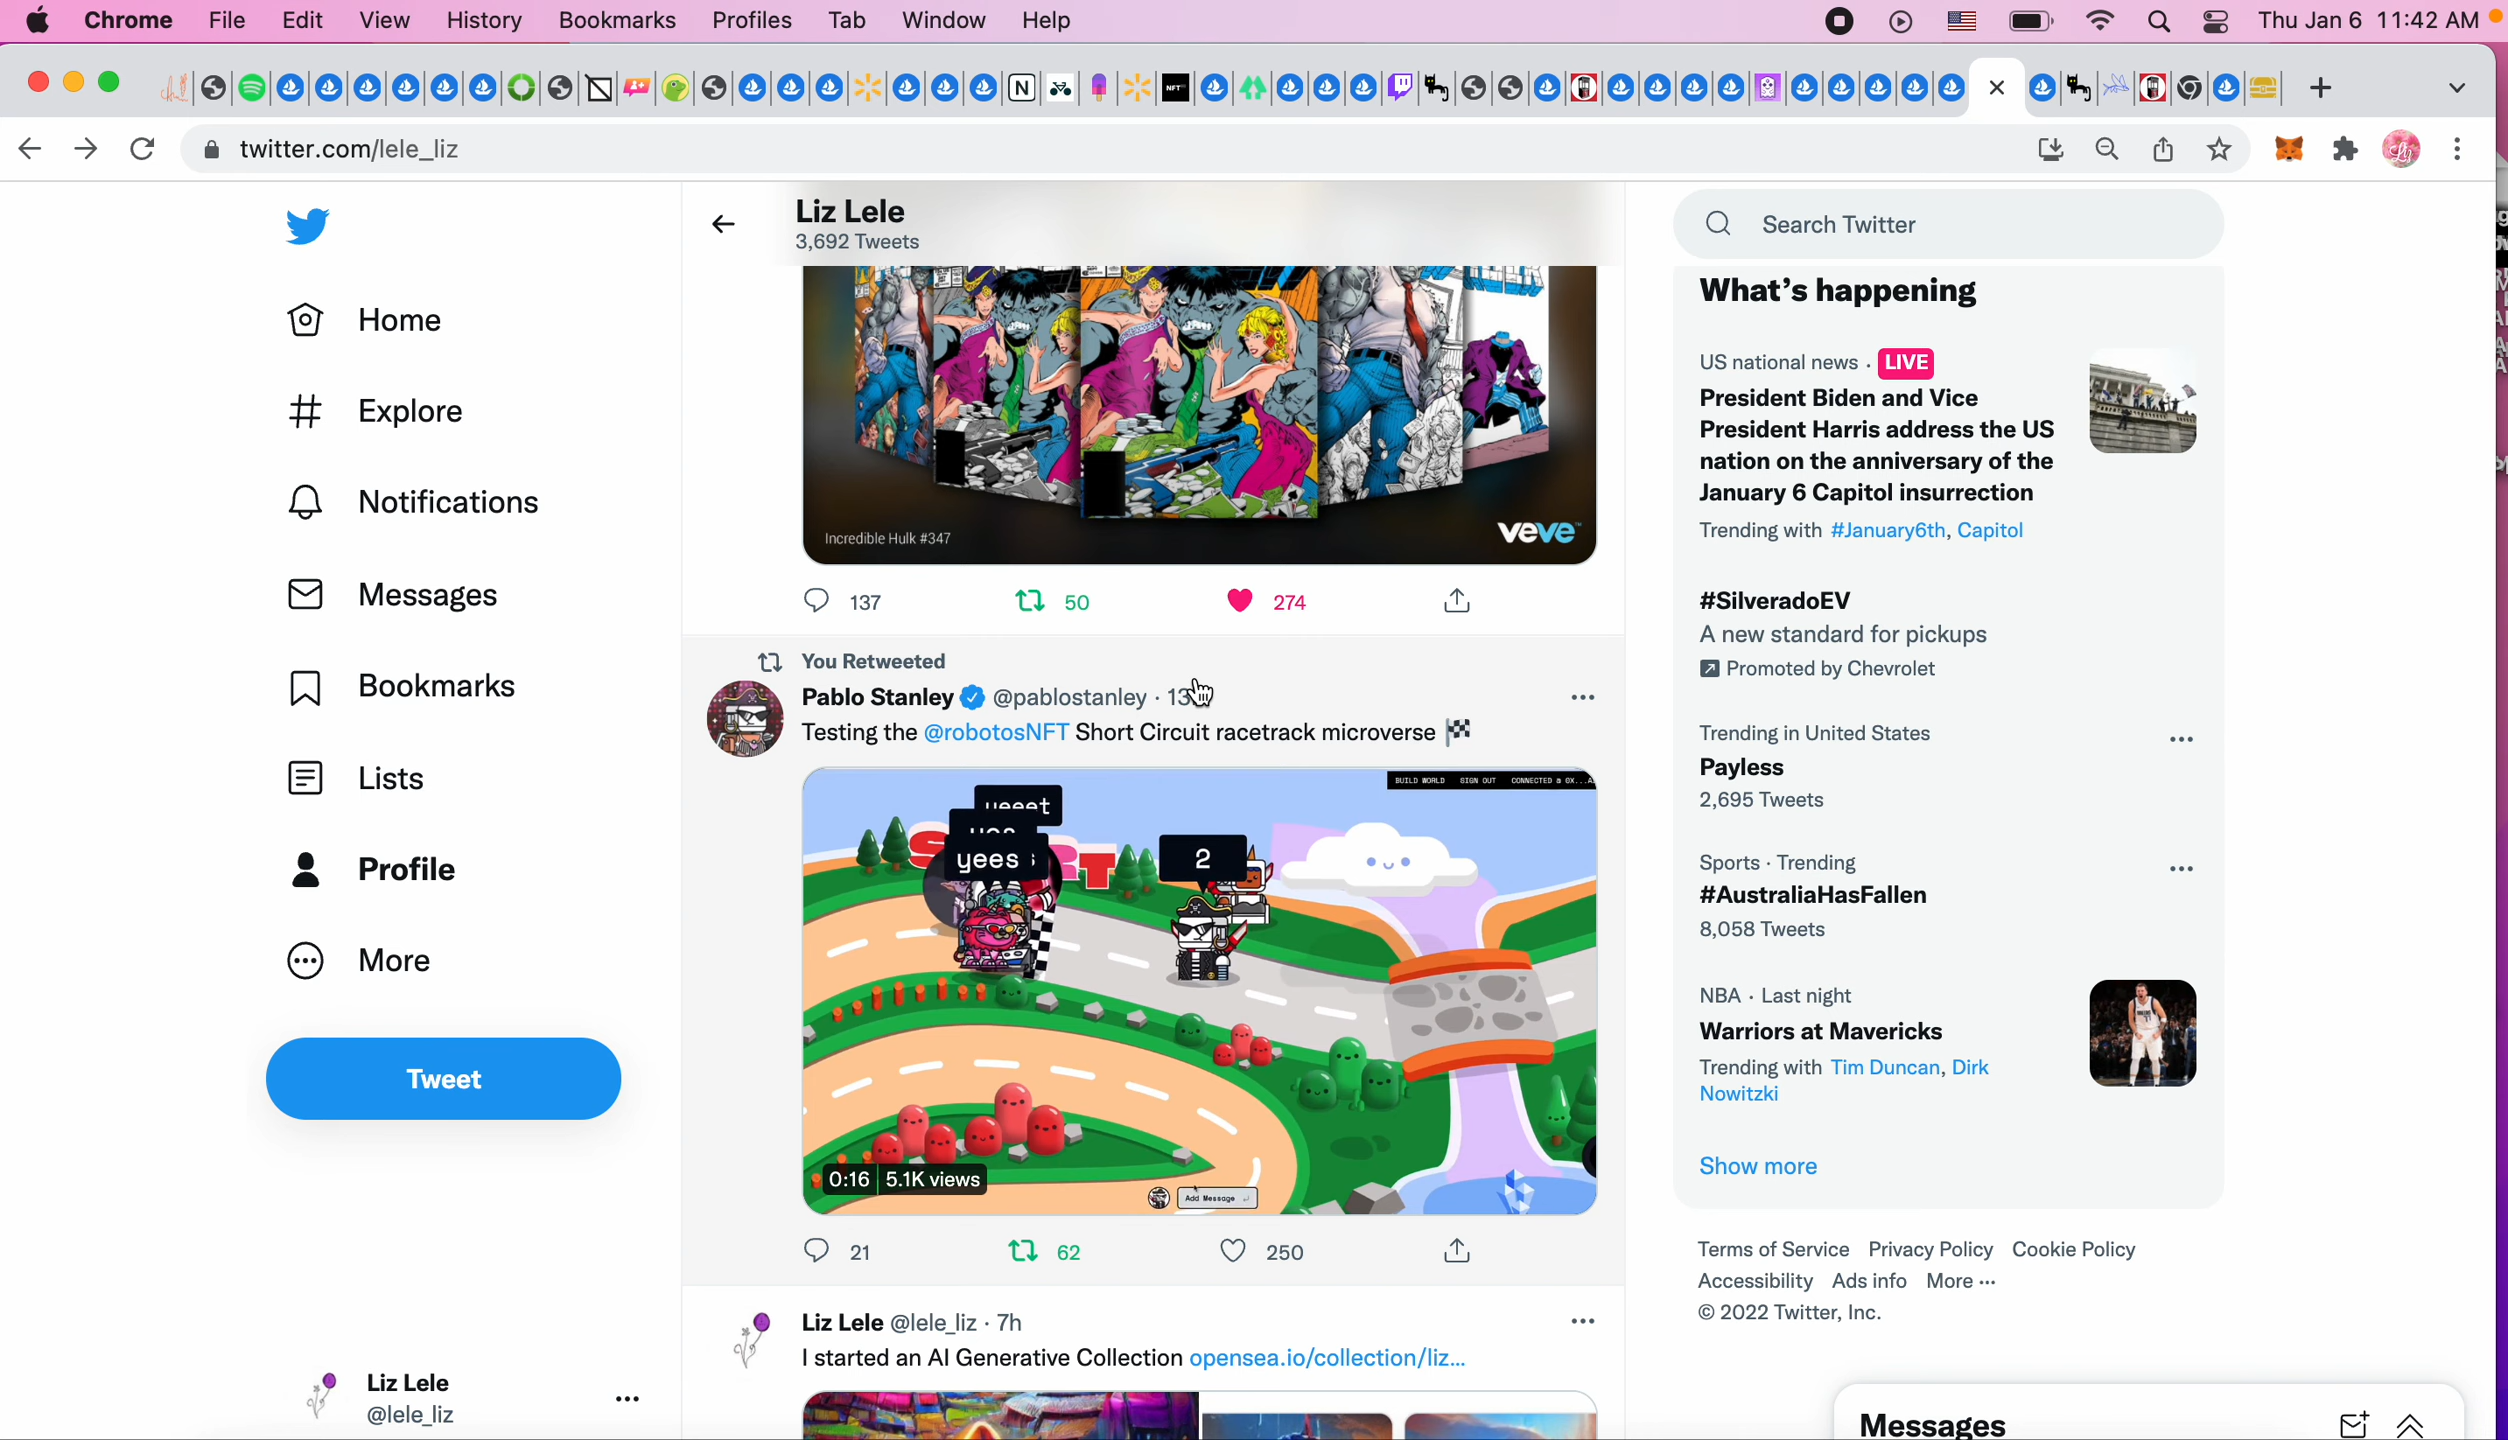 Chrome File Edit View History Bookmarks Profiles Tab Window Help Thu Jan 6 11:42 AM
twitter.com/lele_liz
Liz Lele
3,692 Tweets
Search Twitter
Home
Explore
Notifications
Messages
Bookmarks
Lists
Profile
More
Tweet
Liz Lele
@lele_liz
Incredible Hulk #347
veve
137 50 274
You Retweeted
Pablo Stanley @pablostanley ·
Testing the @robotosNFT Short Circuit racetrack microverse
BUILD WORLD SIGN OUT CONNECTED
yeeet
yees
2
0:16 5.1K views
Add Message
21 62 250
Liz Lele @lele_liz · 7h
I started an AI Generative Collection opensea.io/collection/liz...
What's happening
US national news · LIVE
President Biden and Vice
President Harris address the US
nation on the anniversary of the
January 6 Capitol insurrection
Trending with #January6th, Capitol
#SilveradoEV
A new standard for pickups
Promoted by Chevrolet
Trending in United States
Payless
2,695 Tweets
Sports · Trending
#AustraliaHasFallen
8,058 Tweets
NBA · Last night
Warriors at Mavericks
Trending with Tim Duncan, Dirk
Nowitzki
Show more
Terms of Service Privacy Policy Cookie Policy
Accessibility Ads info More ...
© 2022 Twitter, Inc.
Messages